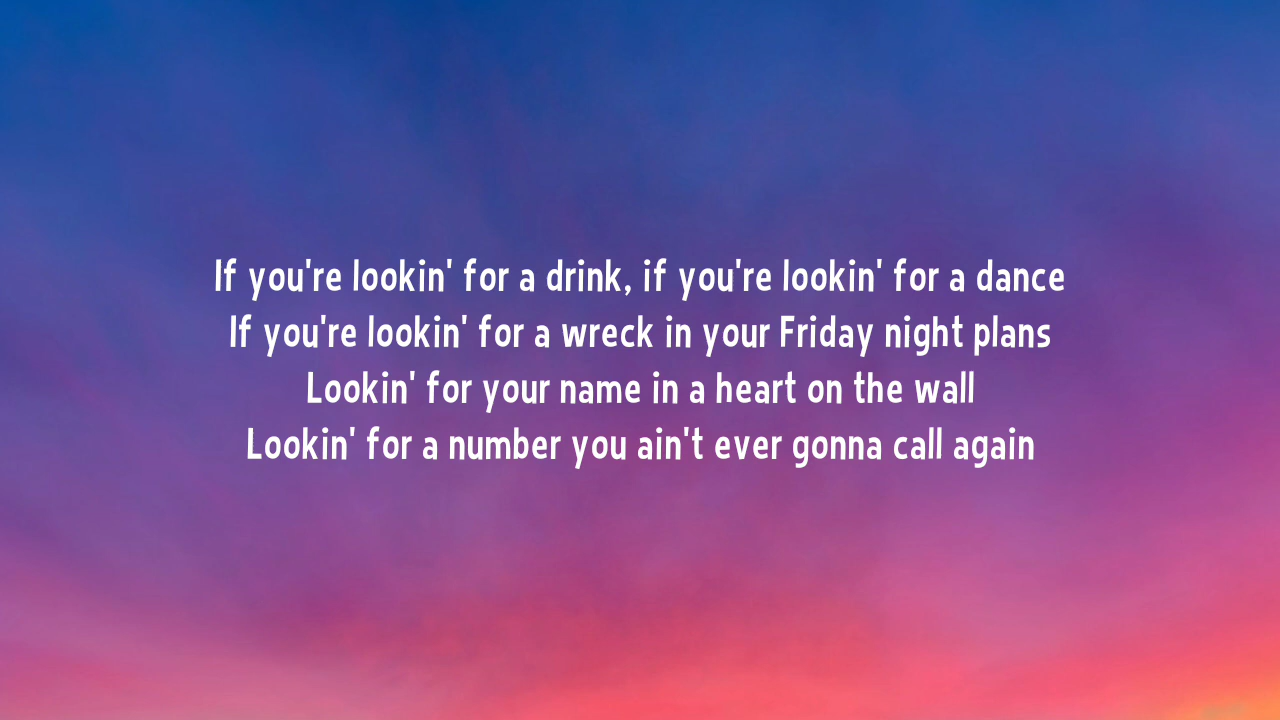 If you're lookin' for a drink, if you're lookin' for a dance
If you're lookin' for a wreck in your Friday night plans
Lookin' for your name in a heart on the wall
Lookin' for a number you ain't ever gonna call again